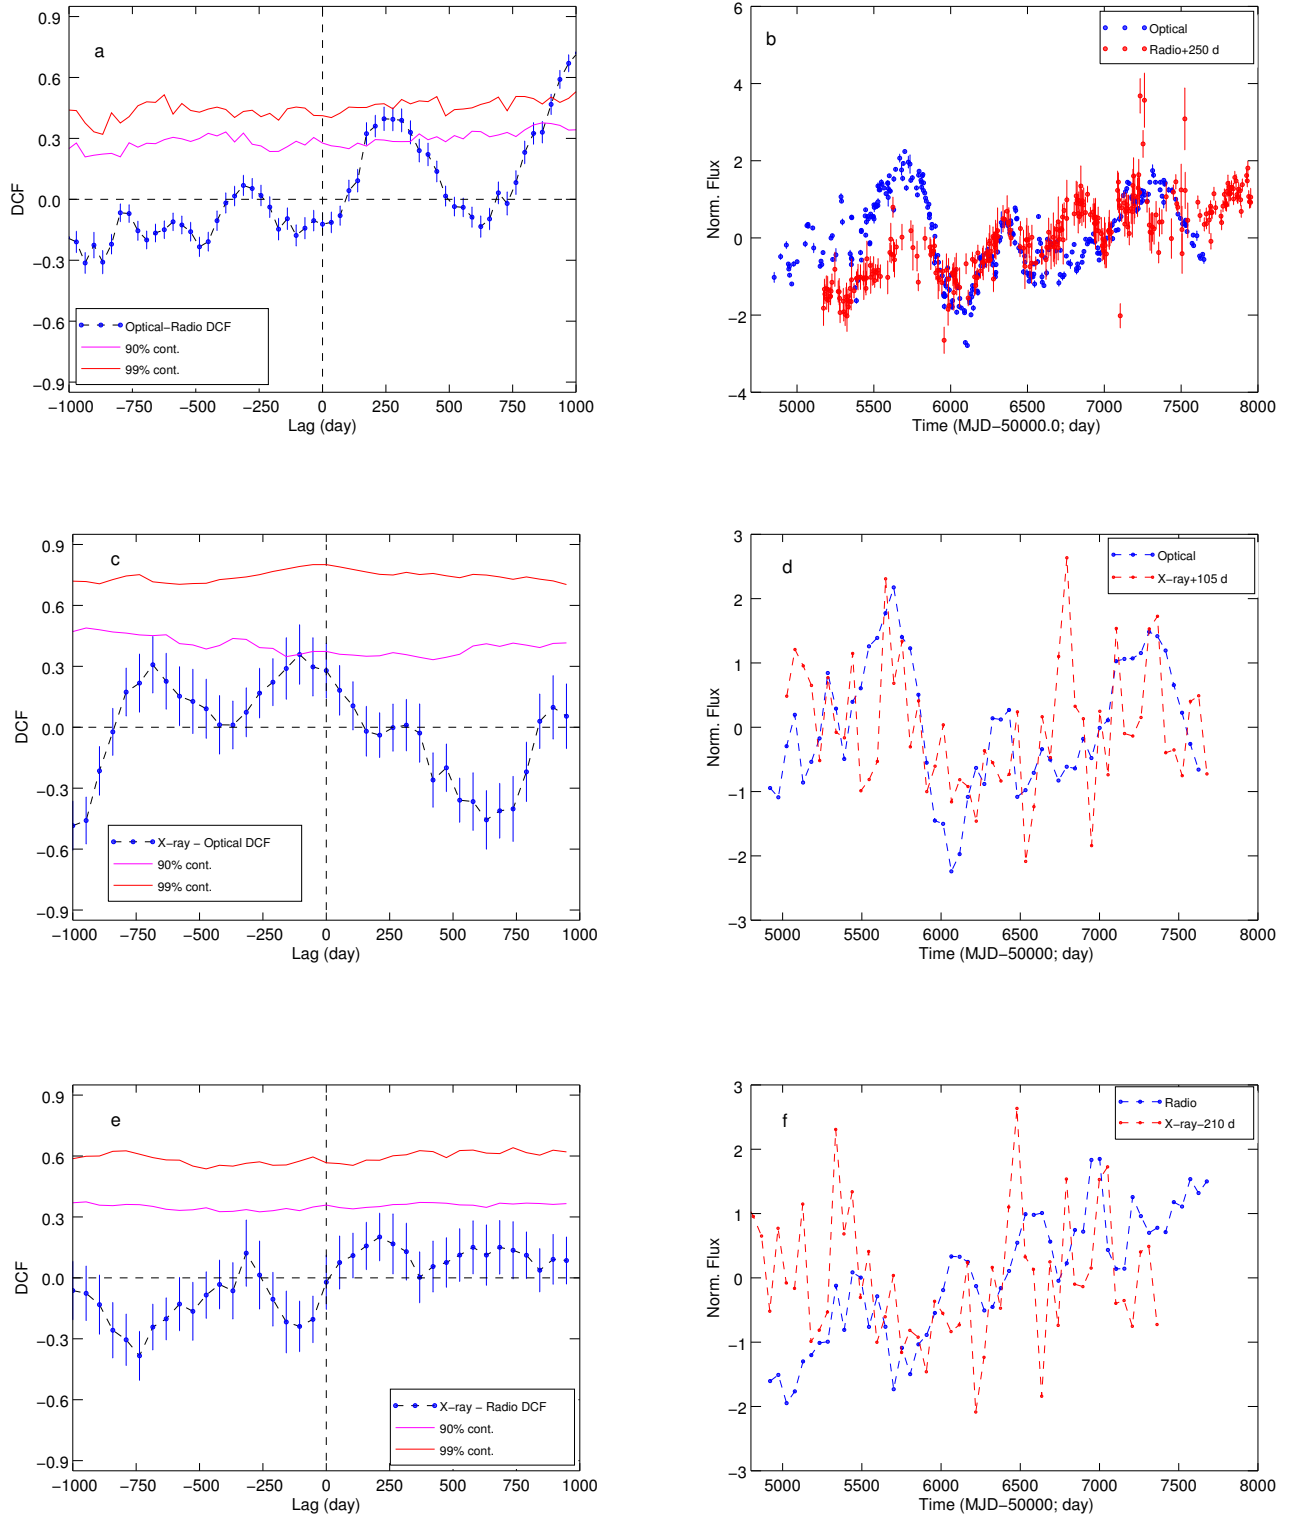 a
0.9
0.6
0.3
0.0
−0.3
−0.6
−0.9
DCF
Optical−Radio DCF
90% cont.
99% cont.
−1000 −750 −500 −250 0 250 500 750 1000
Lag (day)
b
Optical
Radio+250 d
6
4
2
0
−2
−4
Norm. Flux
5000 5500 6000 6500 7000 7500 8000
Time (MJD−50000.0; day)
c
0.9
0.6
0.3
0.0
−0.3
−0.6
−0.9
DCF
X−ray − Optical DCF
90% cont.
99% cont.
−1000 −750 −500 −250 0 250 500 750 1000
Lag (day)
d
Optical
X−ray+105 d
3
2
1
0
−1
−2
−3
Norm. Flux
5000 5500 6000 6500 7000 7500 8000
Time (MJD−50000; day)
e
0.9
0.6
0.3
0.0
−0.3
−0.6
−0.9
DCF
X−ray − Radio DCF
90% cont.
99% cont.
−1000 −750 −500 −250 0 250 500 750 1000
Lag (day)
f
Radio
X−ray−210 d
3
2
1
0
−1
−2
−3
Norm. Flux
5000 5500 6000 6500 7000 7500 8000
Time (MJD−50000; day)